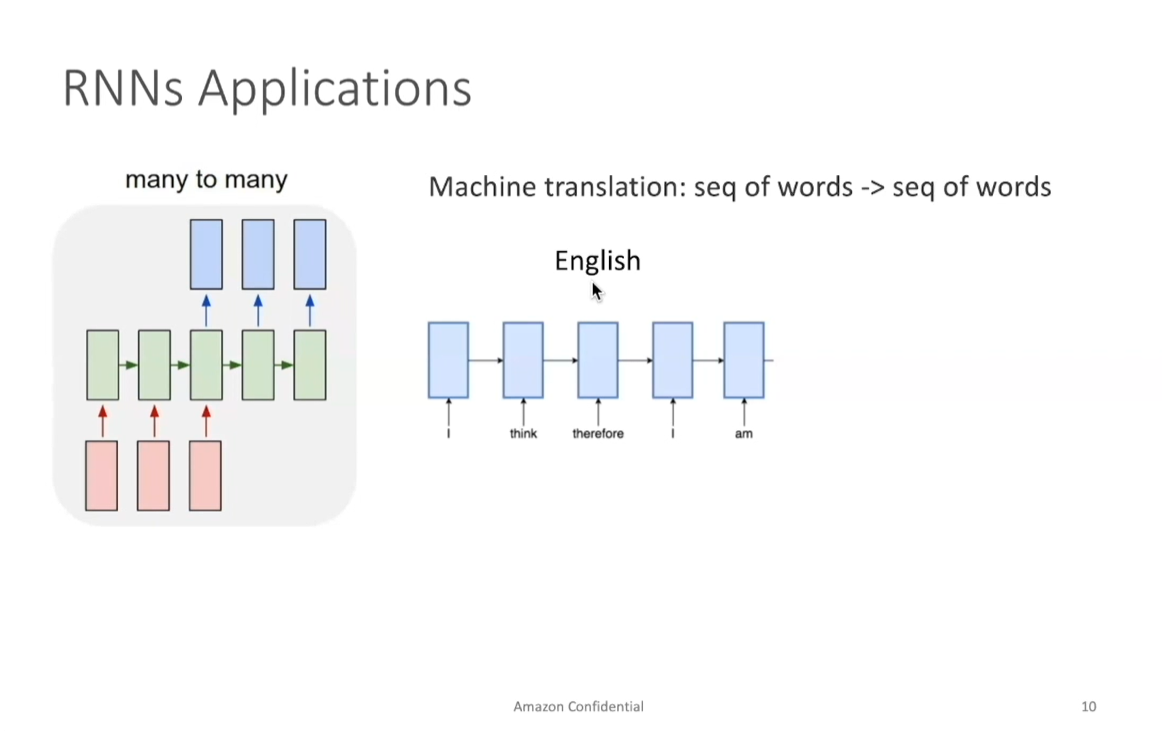 RNNs Applications
many to many
Machine translation: seq of words -> seq of words
English
I think therefore I am
Amazon Confidential
10